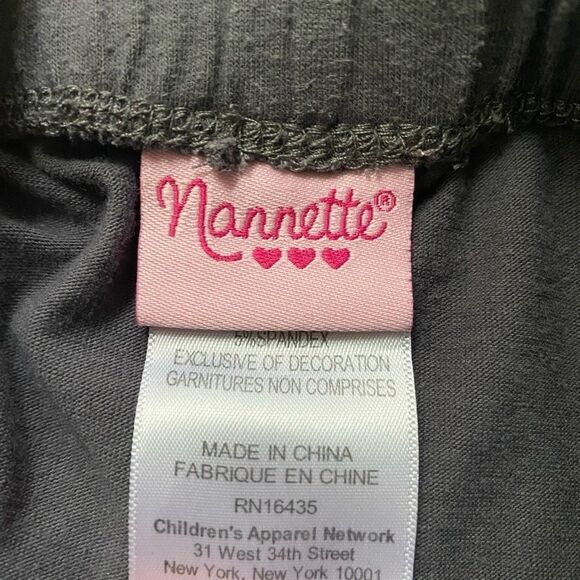 Nannette®
5% SPANDEX
EXCLUSIVE OF DECORATION
GARNITURES NON COMPRISES
MADE IN CHINA
FABRIQUE EN CHINE
RN16435
Children's Apparel Network
31 West 34th Street
New York, New York 10001